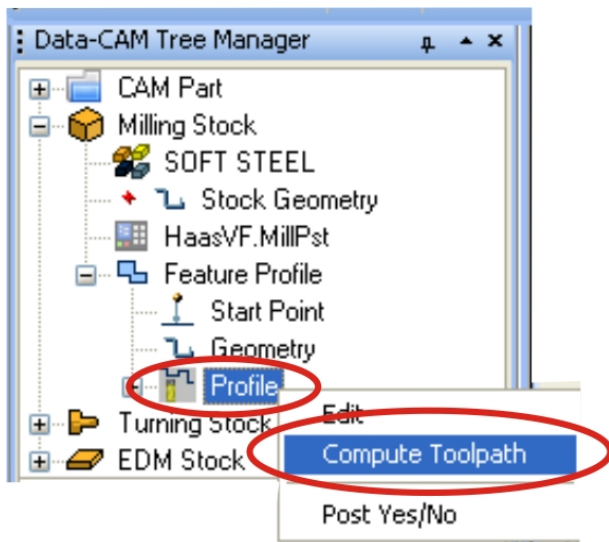 Data-CAM Tree Manager
CAM Part
Milling Stock
SOFT STEEL
Stock Geometry
HaasVF.MillPst
Feature Profile
Start Point
Geometry
Profile
Edit
Turning Stock
Compute Toolpath
EDM Stock
Post Yes/No